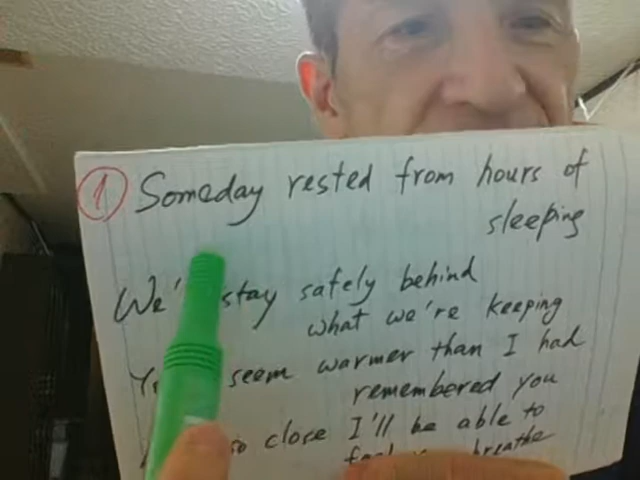 1 Someday rested from hours of
sleeping
We' stay safely behind
what we're keeping
seem warmer than I had
remembered you
so close I'll be able to
breathe